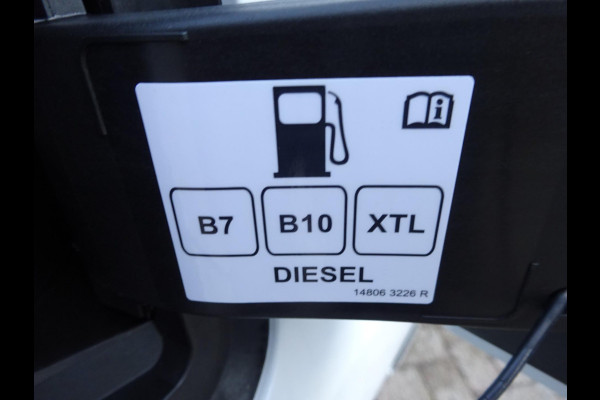 B7 B10 XTL
DIESEL
14806 3226 R